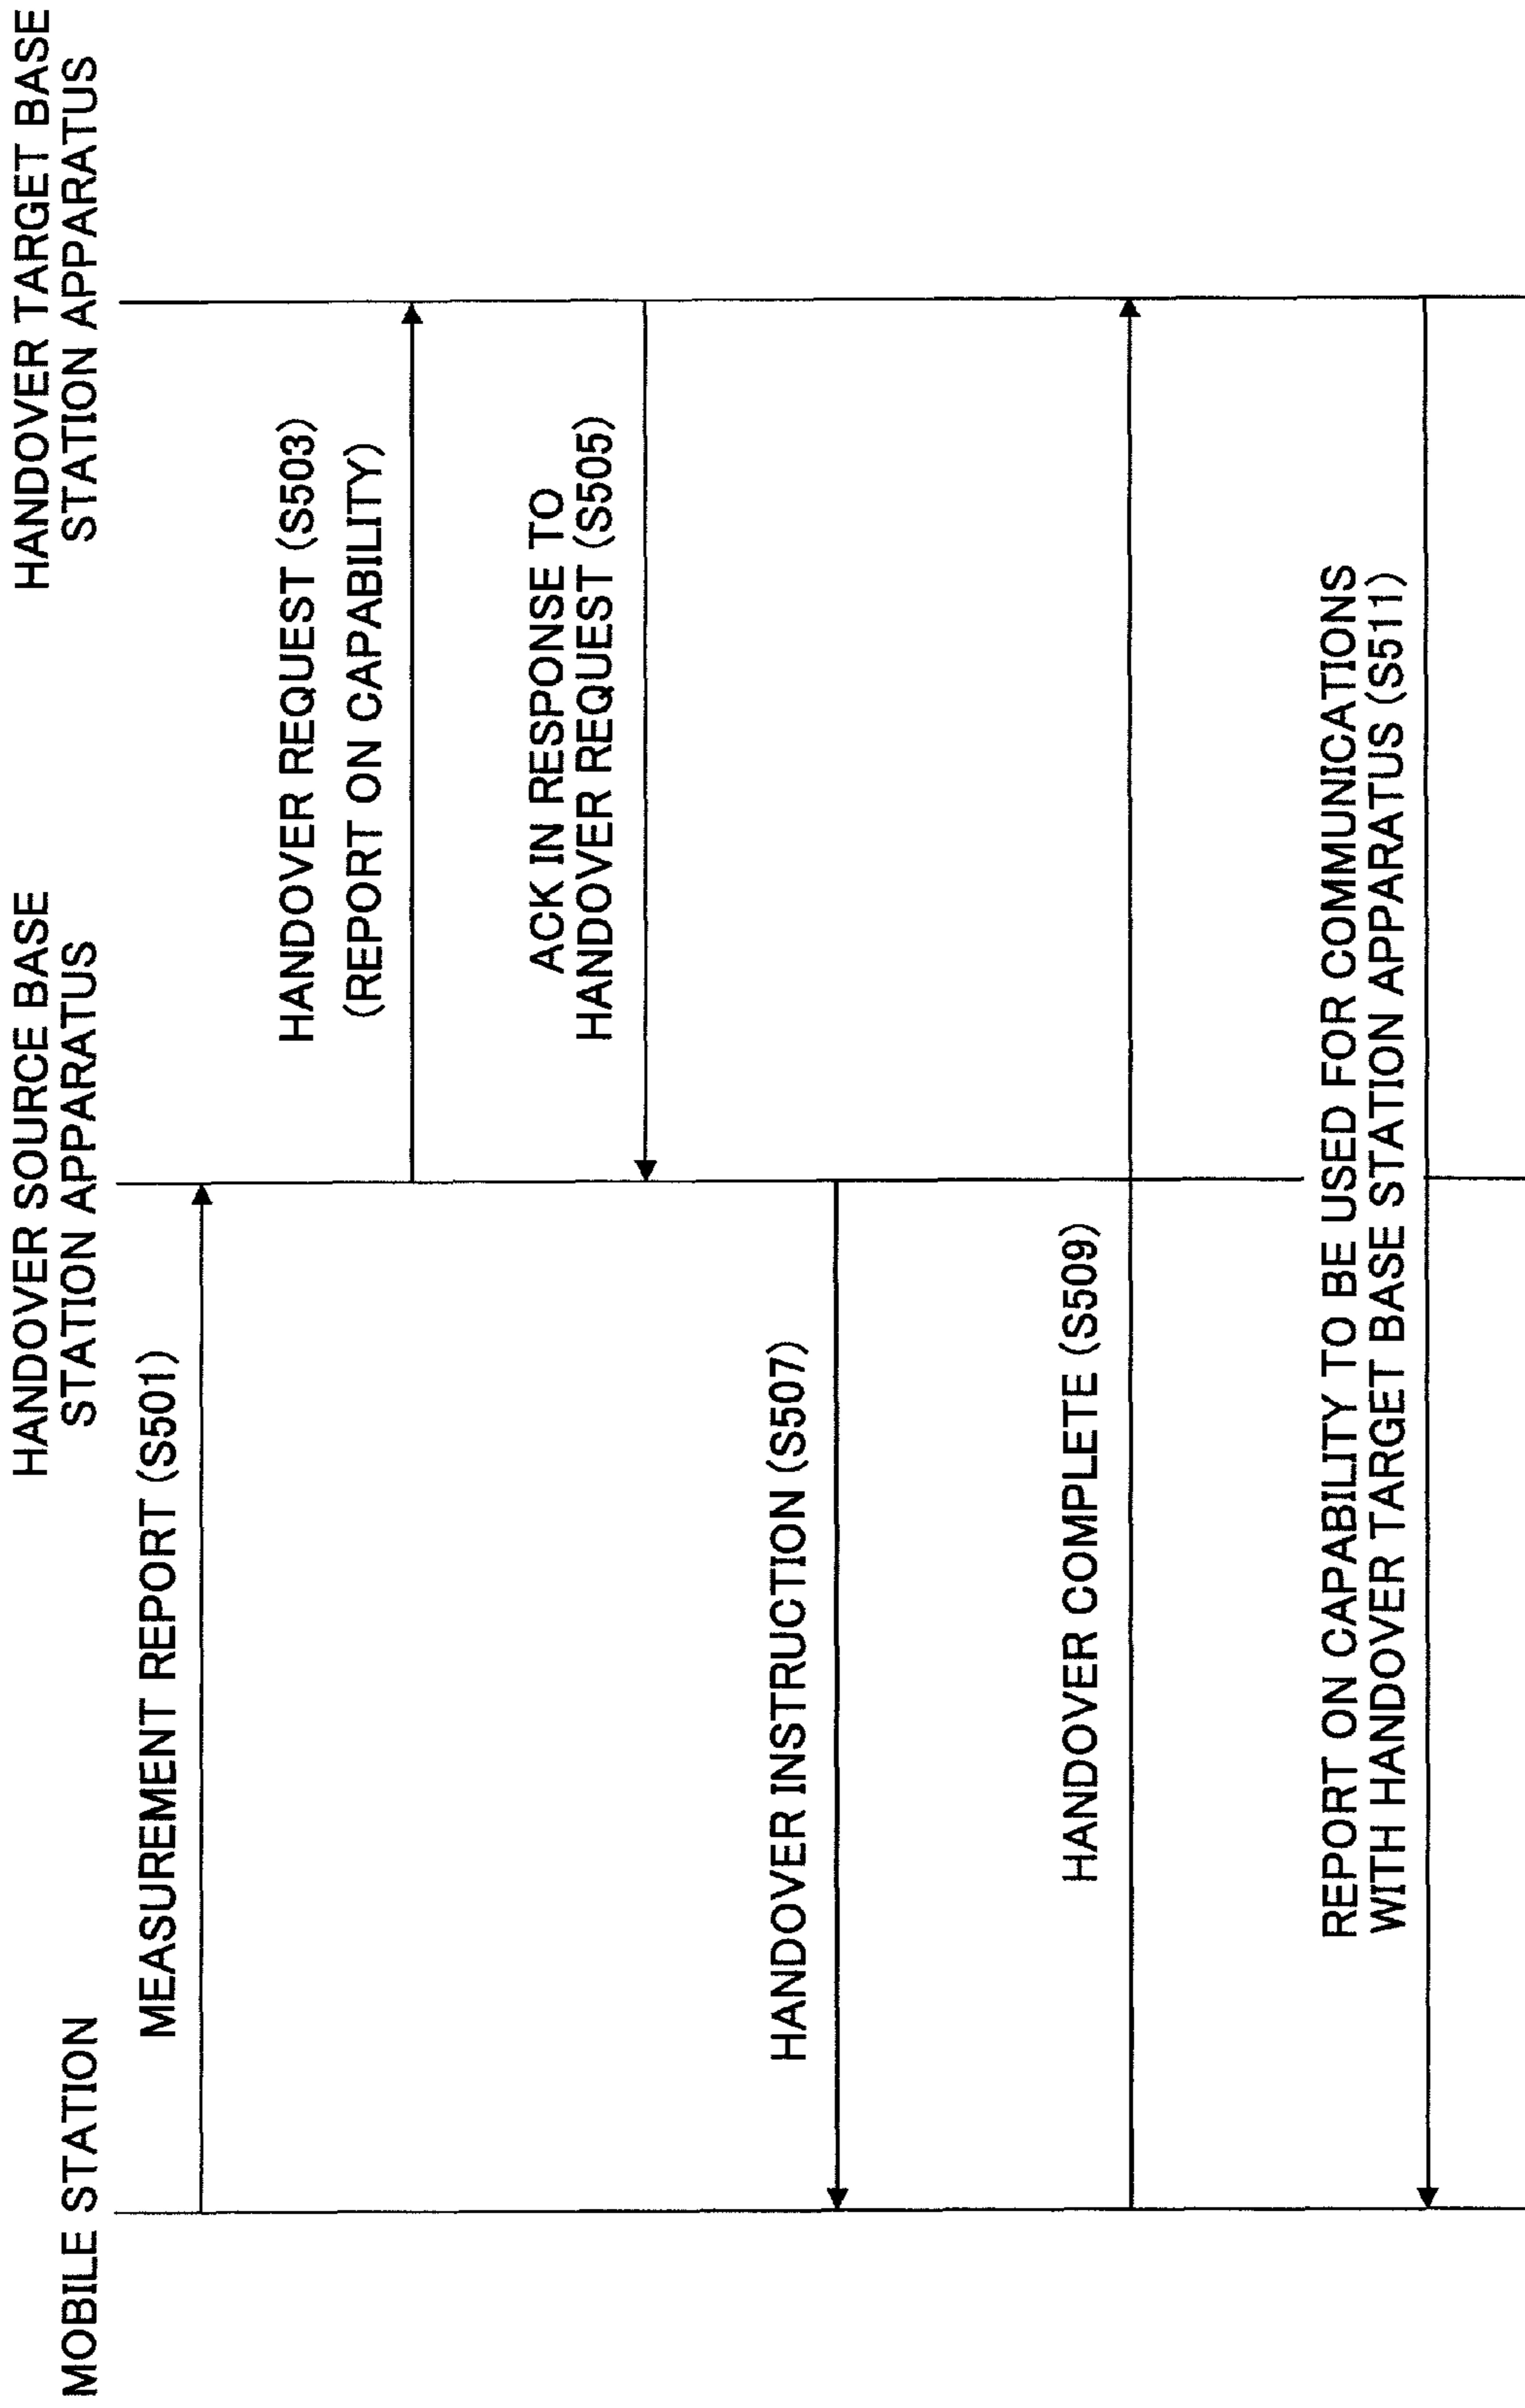 MOBILE STATION
HANDOVER SOURCE BASE
STATION APPARATUS
HANDOVER TARGET BASE
STATION APPARATUS
MEASUREMENT REPORT (S501)
HANDOVER REQUEST (S503)
(REPORT ON CAPABILITY)
ACK IN RESPONSE TO
HANDOVER REQUEST (S505)
HANDOVER INSTRUCTION (S507)
HANDOVER COMPLETE (S509)
REPORT ON CAPABILITY TO BE USED FOR COMMUNICATIONS
WITH HANDOVER TARGET BASE STATION APPARATUS (S511)